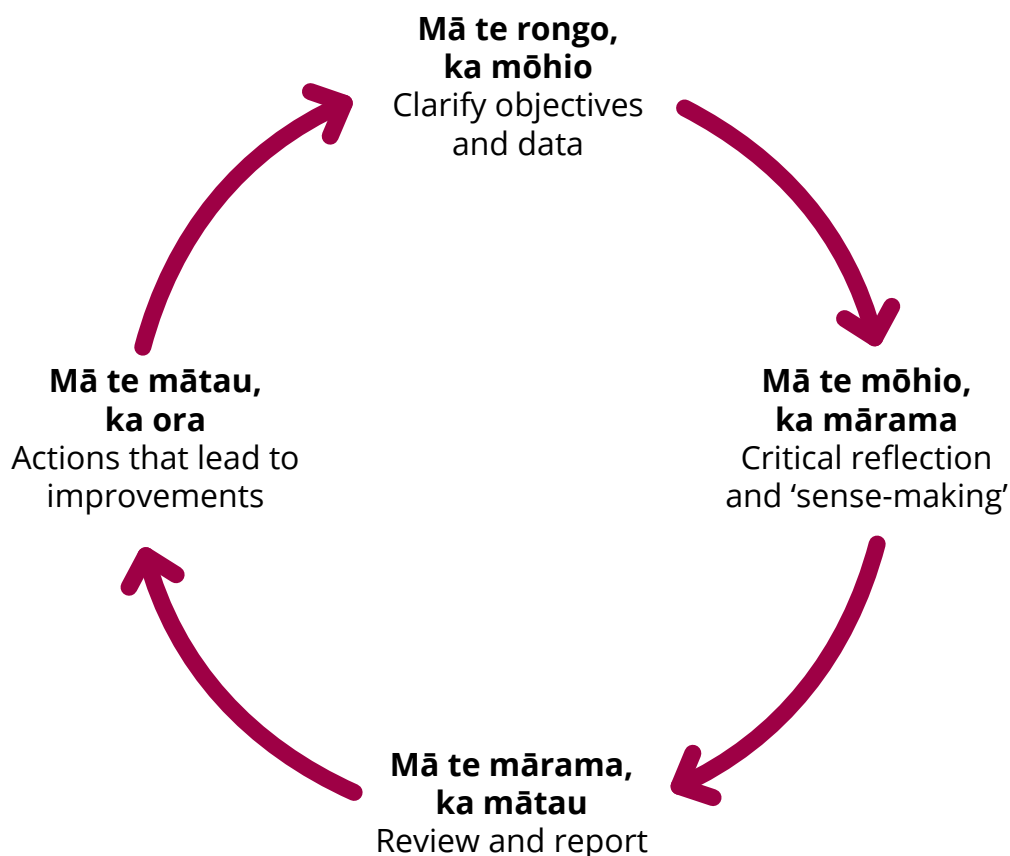 Mā te rongo,
ka mōhio
Clarify objectives
and data
Mā te mōhio,
ka mārama
Critical reflection
and ‘sense-making’
Mā te mārama,
ka mātau
Review and report
Mā te mātau,
ka ora
Actions that lead to
improvements